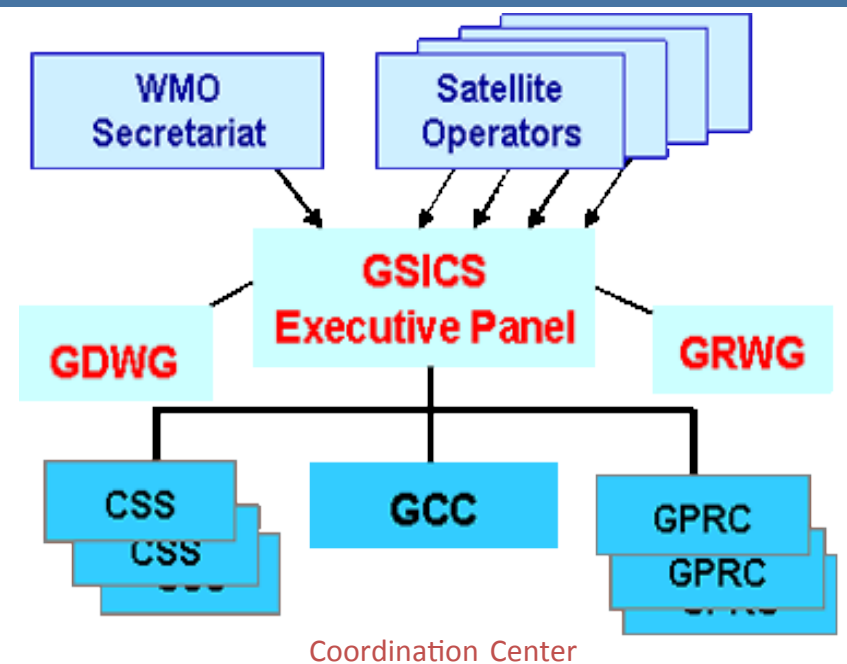 WMO
Secretariat
Satellite
Operators
GSICS
Executive Panel
GDWG
GRWG
CSS
CSS
GCC
GPRC
GPRC
Coordination Center